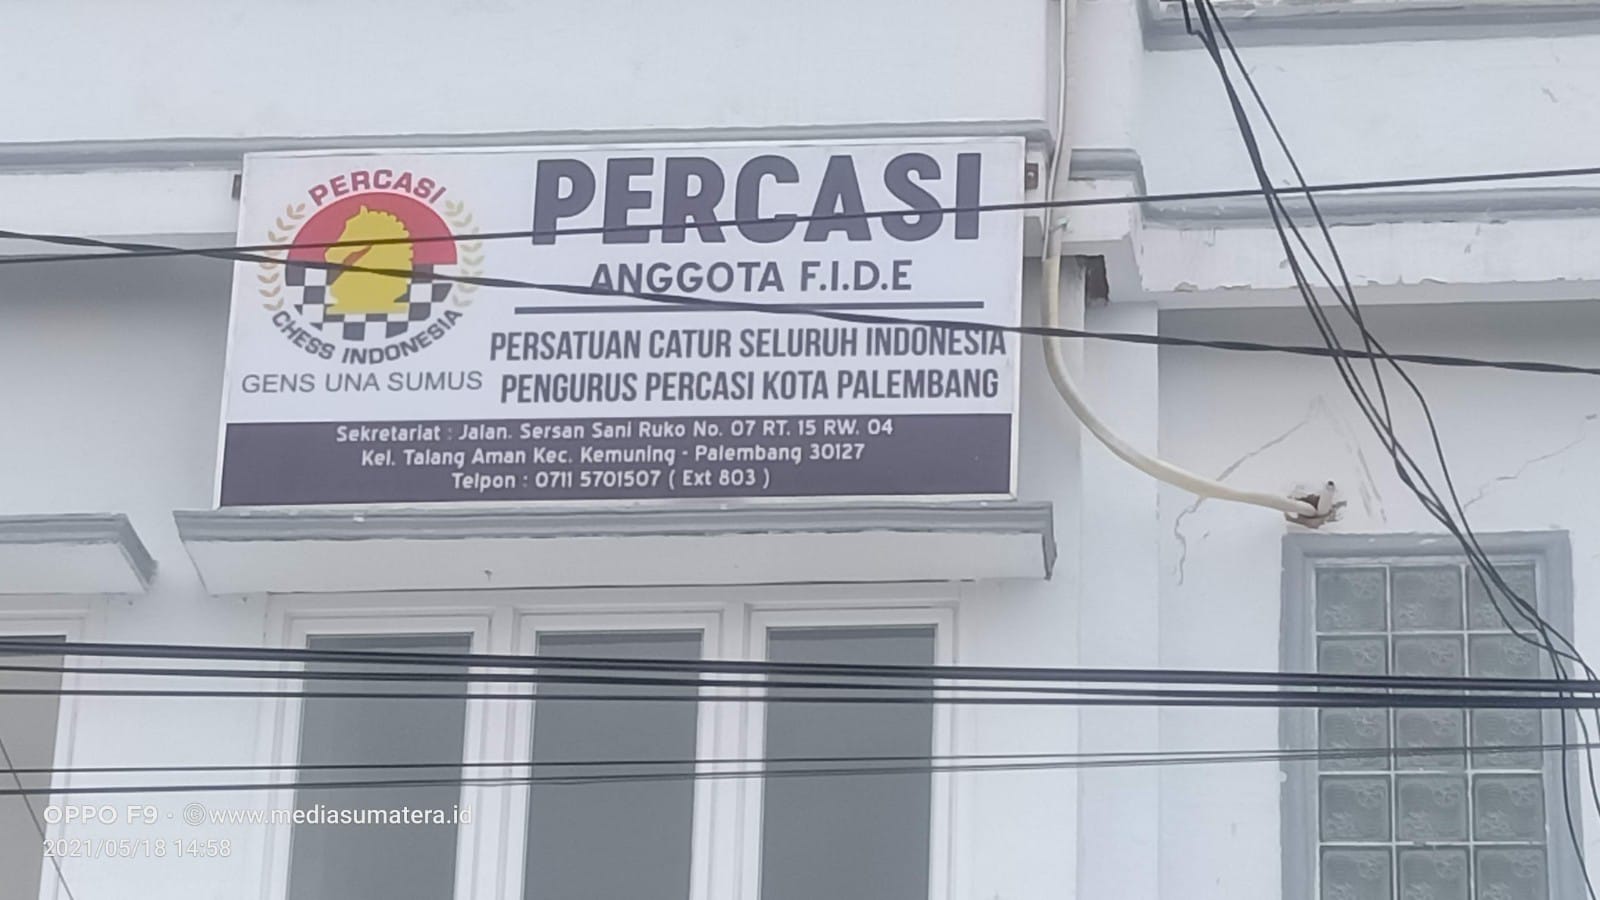 PERCASI
CHESS INDONESIA
GENS UNA SUMUS
PERCASI
ANGGOTA F.I.D.E
PERSATUAN CATUR SELURUH INDONESIA
PENGURUS PERCASI KOTA PALEMBANG
Sekretariat : Jalan. Sersan Sani Ruko No. 07 RT. 15 RW. 04
Kel. Talang Aman Kec. Kemuning - Palembang 30127
Telpon : 0711 5701507 ( Ext 803 )
OPPO F9 · ©www.mediasumatera.id
2021/05/18 14:58